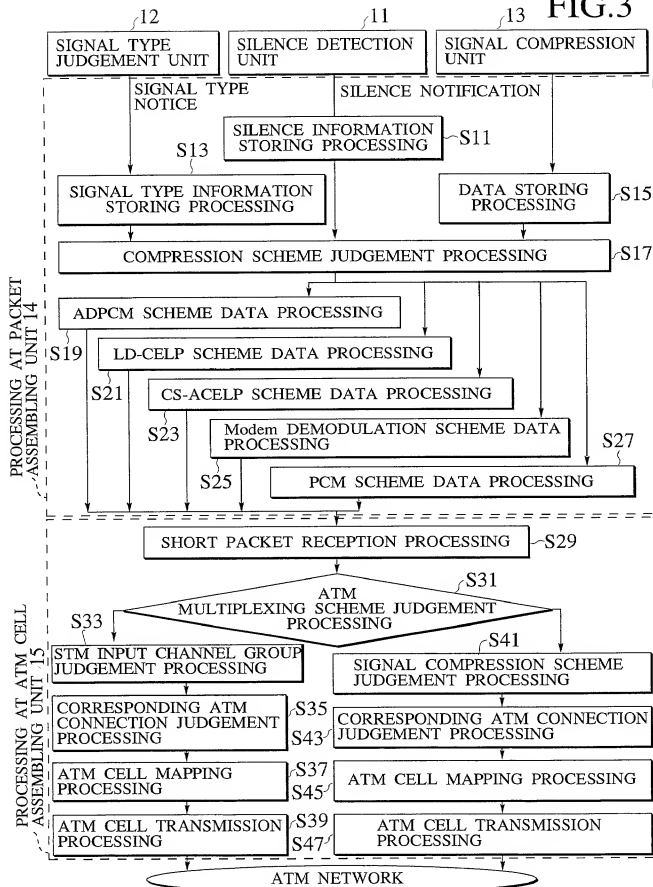 FIG.3
12
11
13
SIGNAL TYPE
JUDGEMENT UNIT
SILENCE DETECTION
UNIT
SIGNAL COMPRESSION
UNIT
SIGNAL TYPE
NOTICE
SILENCE NOTIFICATION
SILENCE INFORMATION
STORING PROCESSING
S11
S13
SIGNAL TYPE INFORMATION
STORING PROCESSING
DATA STORING
PROCESSING
S15
COMPRESSION SCHEME JUDGEMENT PROCESSING
S17
PROCESSING AT PACKET
ASSEMBLING UNIT 14
ADPCM SCHEME DATA PROCESSING
S19
LD-CELP SCHEME DATA PROCESSING
S21
CS-ACELP SCHEME DATA PROCESSING
S23
Modem DEMODULATION SCHEME DATA
PROCESSING
S25
S27
PCM SCHEME DATA PROCESSING
SHORT PACKET RECEPTION PROCESSING
S29
S31
ATM
MULTIPLEXING SCHEME JUDGEMENT
PROCESSING
PROCESSING AT ATM CELL
ASSEMBLING UNIT 15
S33
STM INPUT CHANNEL GROUP
JUDGEMENT PROCESSING
S41
SIGNAL COMPRESSION SCHEME
JUDGEMENT PROCESSING
CORRESPONDING ATM
CONNECTION JUDGEMENT
PROCESSING
S35
S43
CORRESPONDING ATM CONNECTION
JUDGEMENT PROCESSING
ATM CELL MAPPING
PROCESSING
S37
S45
ATM CELL MAPPING PROCESSING
ATM CELL TRANSMISSION
PROCESSING
S39
S47
ATM CELL TRANSMISSION
PROCESSING
ATM NETWORK